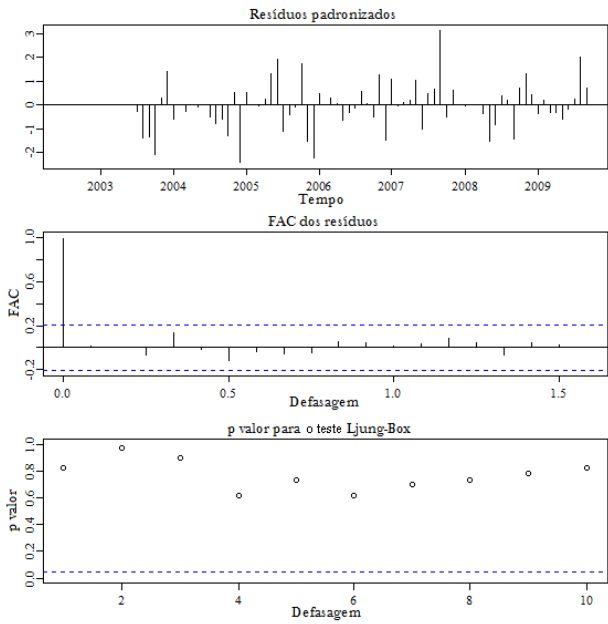 Resíduos padronizados
3
2
1
0
-1
-2
2003 2004 2005 2006 2007 2008 2009
Tempo
FAC dos resíduos
FAC
1.0
0.6
0.2
-0.2
0.0 0.5 1.0 1.5
Defasagem
p valor para o teste Ljung-Box
p valor
1.0
0.8
0.6
0.4
0.2
0.0
2 4 6 8 10
Defasagem